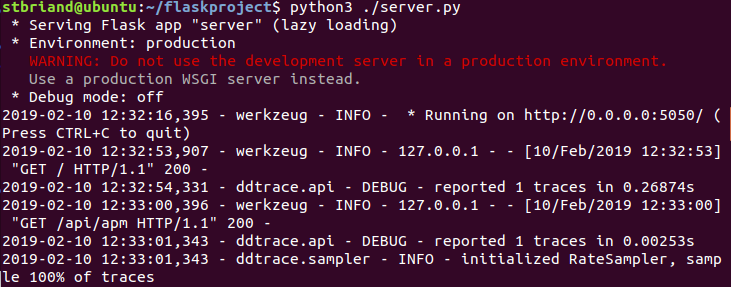 stbriand@ubuntu:~/flaskproject$ python3 ./server.py
 * Serving Flask app "server" (lazy loading)
 * Environment: production
   WARNING: Do not use the development server in a production environment.
   Use a production WSGI server instead.
 * Debug mode: off
2019-02-10 12:32:16,395 - werkzeug - INFO -  * Running on http://0.0.0.0:5050/ (
Press CTRL+C to quit)
2019-02-10 12:32:53,907 - werkzeug - INFO - 127.0.0.1 - - [10/Feb/2019 12:32:53]
 "GET / HTTP/1.1" 200 -
2019-02-10 12:32:54,331 - ddtrace.api - DEBUG - reported 1 traces in 0.26874s
2019-02-10 12:33:00,396 - werkzeug - INFO - 127.0.0.1 - - [10/Feb/2019 12:33:00]
 "GET /api/apm HTTP/1.1" 200 -
2019-02-10 12:33:01,343 - ddtrace.api - DEBUG - reported 1 traces in 0.00253s
2019-02-10 12:33:01,343 - ddtrace.sampler - INFO - initialized RateSampler, samp
le 100% of traces